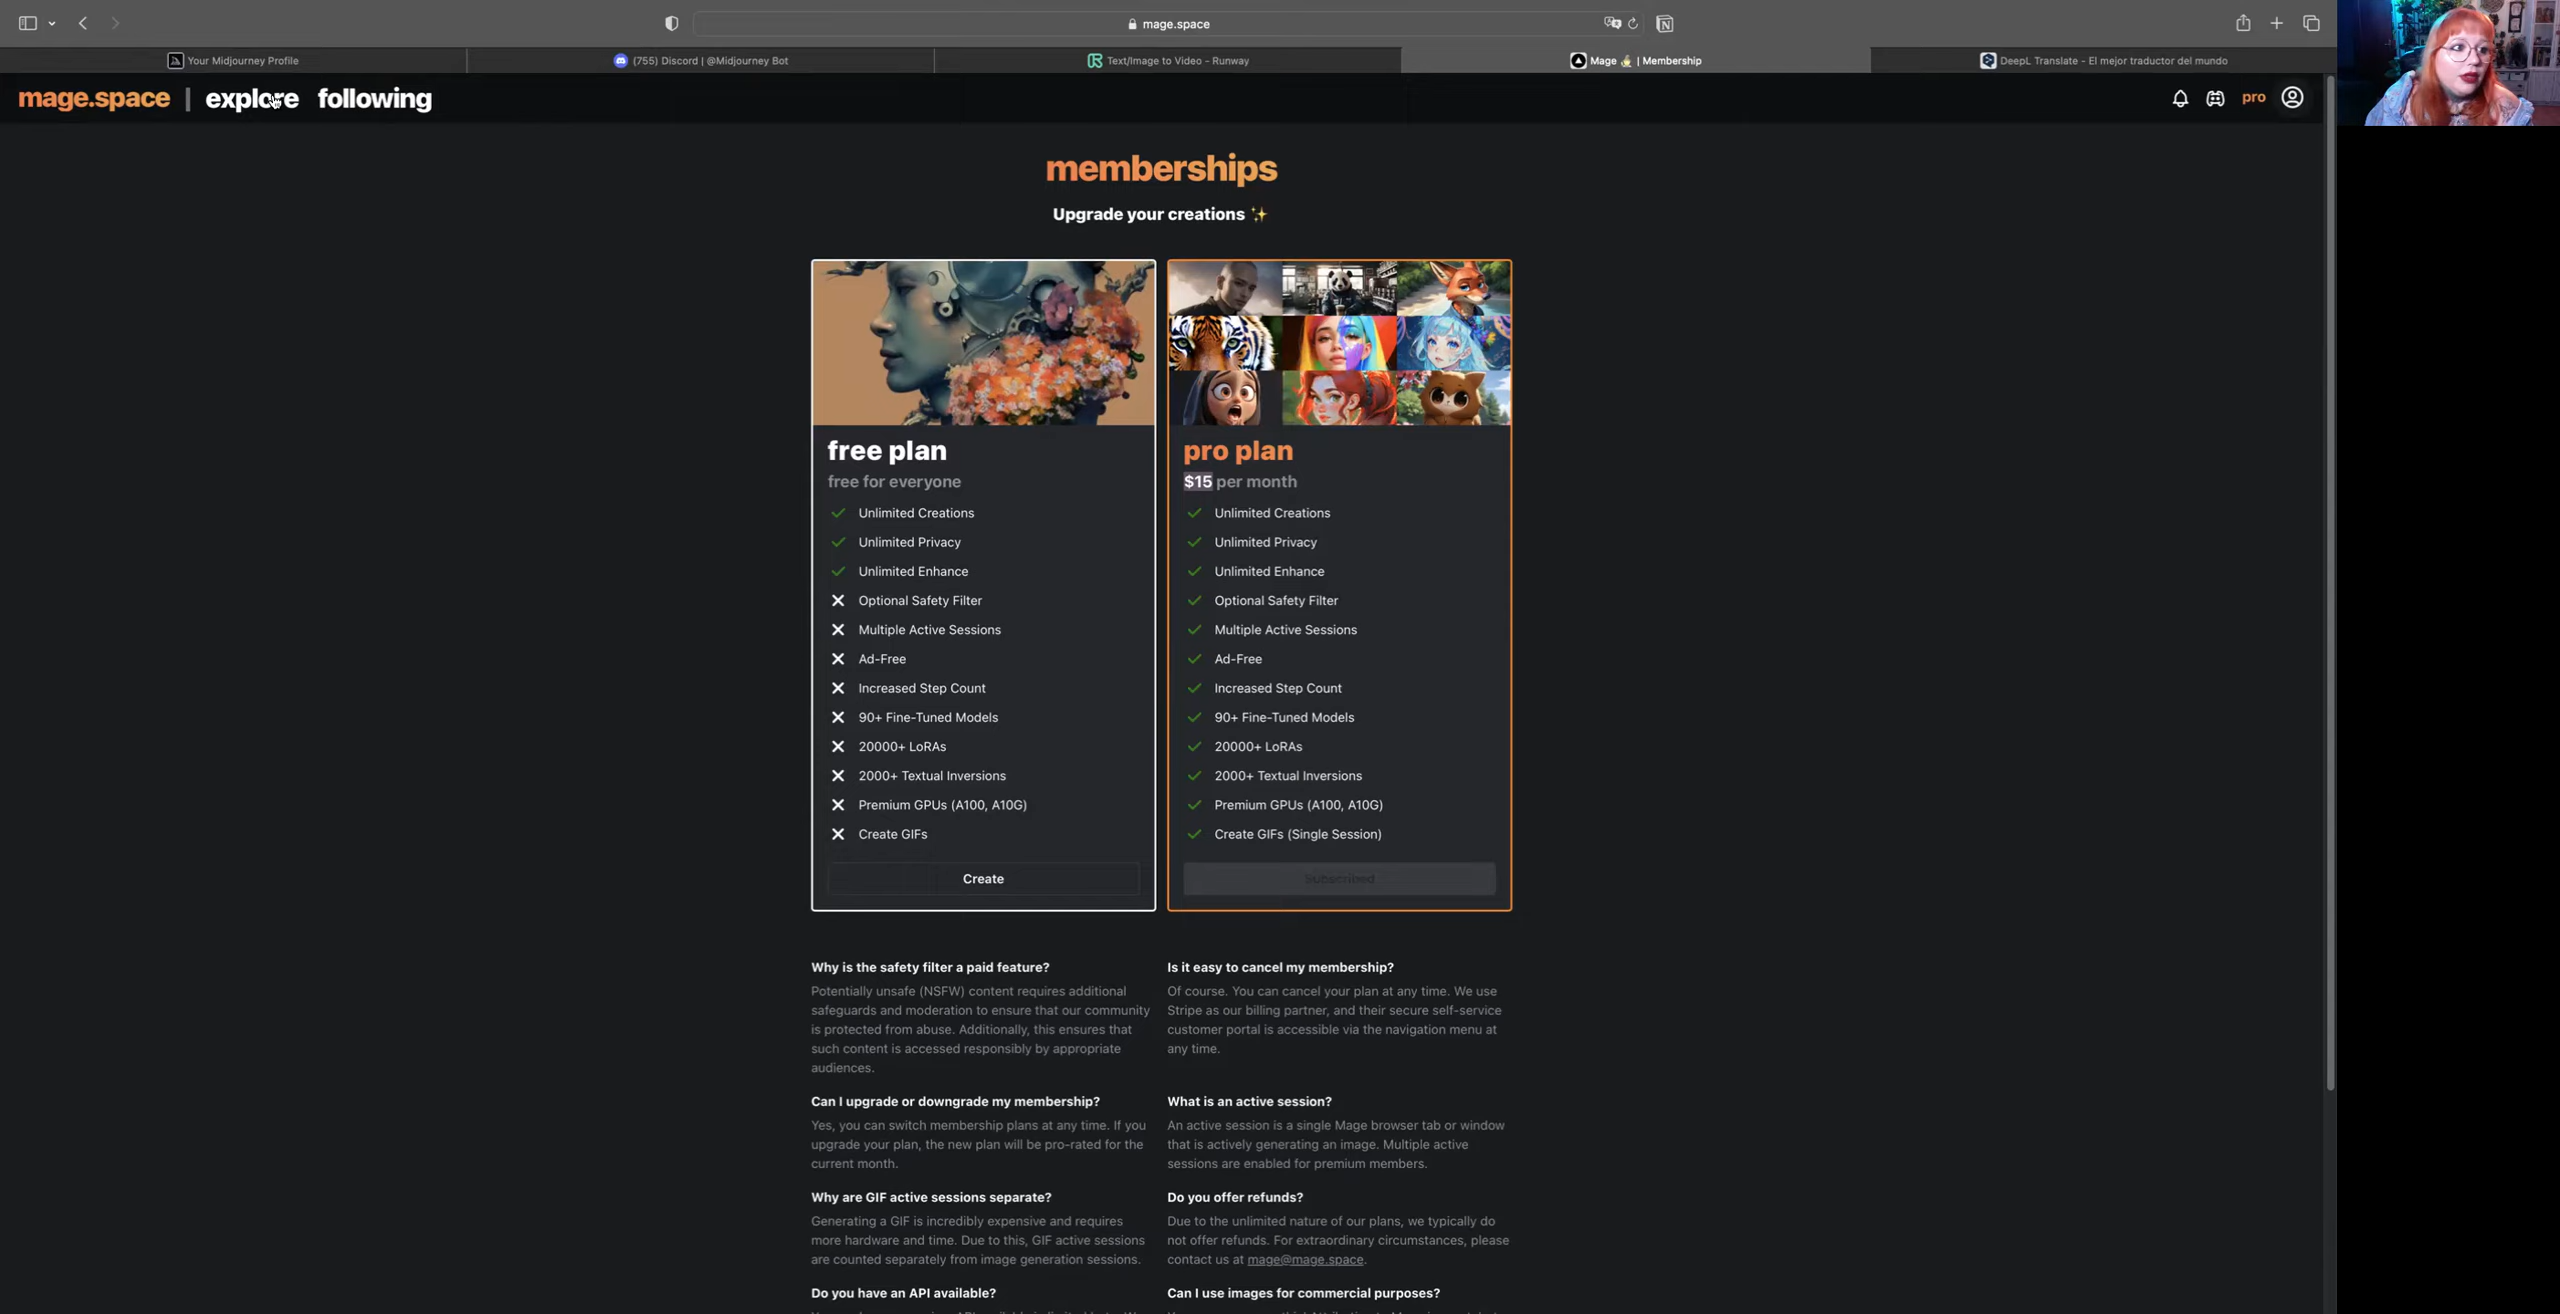 mage.space
Your Midjourney Profile
(755) Discord | @Midjourney Bot
Text/Image to Video - Runway
Mage 🧙 | Membership
DeepL Translate - El mejor traductor del mundo
mage.space | explore following
pro
memberships
Upgrade your creations ✨
free plan
free for everyone
Unlimited Creations
Unlimited Privacy
Unlimited Enhance
Optional Safety Filter
Multiple Active Sessions
Ad-Free
Increased Step Count
90+ Fine-Tuned Models
20000+ LoRAs
2000+ Textual Inversions
Premium GPUs (A100, A10G)
Create GIFs
Create
pro plan
$15 per month
Unlimited Creations
Unlimited Privacy
Unlimited Enhance
Optional Safety Filter
Multiple Active Sessions
Ad-Free
Increased Step Count
90+ Fine-Tuned Models
20000+ LoRAs
2000+ Textual Inversions
Premium GPUs (A100, A10G)
Create GIFs (Single Session)
Subscribed
Why is the safety filter a paid feature?
Potentially unsafe (NSFW) content requires additional
safeguards and moderation to ensure that our community
is protected from abuse. Additionally, this ensures that
such content is accessed responsibly by appropriate
audiences.
Is it easy to cancel my membership?
Of course. You can cancel your plan at any time. We use
Stripe as our billing partner, and their secure self-service
customer portal is accessible via the navigation menu at
any time.
Can I upgrade or downgrade my membership?
Yes, you can switch membership plans at any time. If you
upgrade your plan, the new plan will be pro-rated for the
current month.
What is an active session?
An active session is a single Mage browser tab or window
that is actively generating an image. Multiple active
sessions are enabled for premium members.
Why are GIF active sessions separate?
Generating a GIF is incredibly expensive and requires
more hardware and time. Due to this, GIF active sessions
are counted separately from image generation sessions.
Do you offer refunds?
Due to the unlimited nature of our plans, we typically do
not offer refunds. For extraordinary circumstances, please
contact us at mage@mage.space.
Do you have an API available?
Can I use images for commercial purposes?